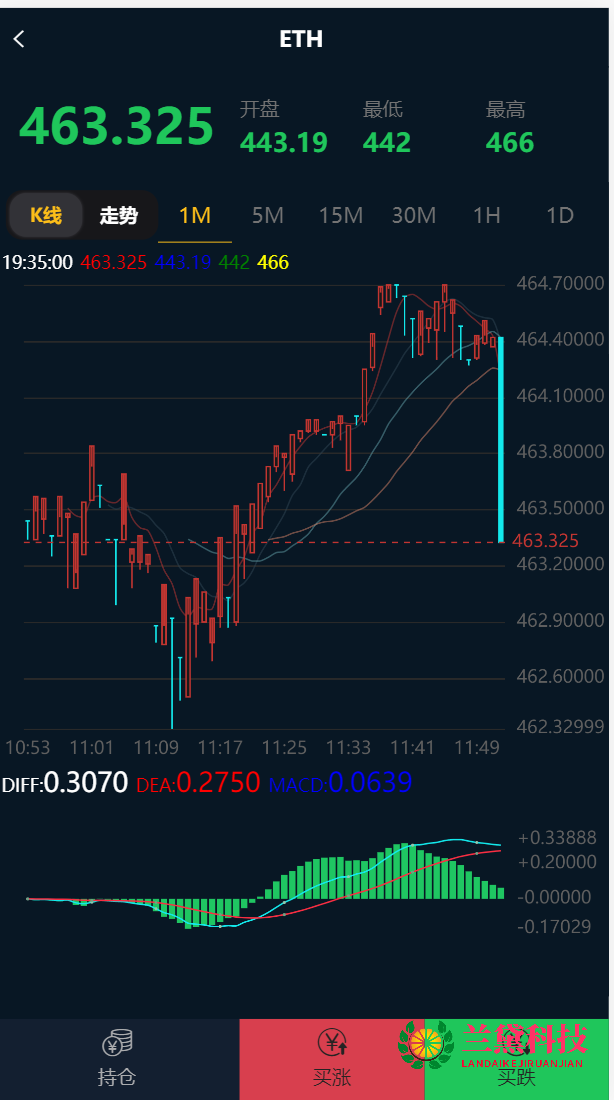 ETH
463.325
开盘 最低 最高
443.19 442 466
K线 走势 1M 5M 15M 30M 1H 1D
19:35:00 463.325 443.19 442 466
464.70000
464.40000
464.10000
463.80000
463.50000
463.325
463.20000
462.90000
462.60000
462.32999
10:53 11:01 11:09 11:17 11:25 11:33 11:41 11:49
DIFF:0.3070 DEA:0.2750 MACD:0.0639
+0.33888
+0.20000
-0.00000
-0.17029
兰黛科技
LANDAIKEJIRUANJIAN
持仓 买涨 买跌